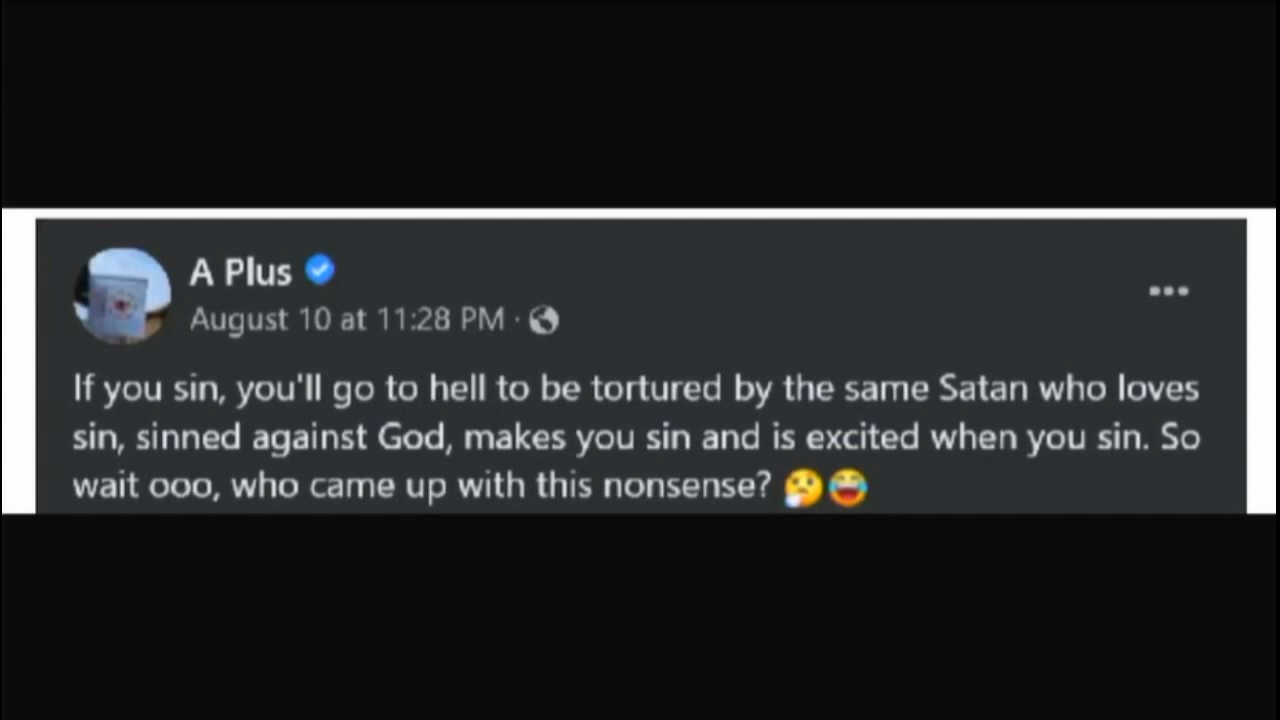 A Plus
August 10 at 11:28 PM ·
If you sin, you'll go to hell to be tortured by the same Satan who loves
sin, sinned against God, makes you sin and is excited when you sin. So
wait ooo, who came up with this nonsense? 🤔😂